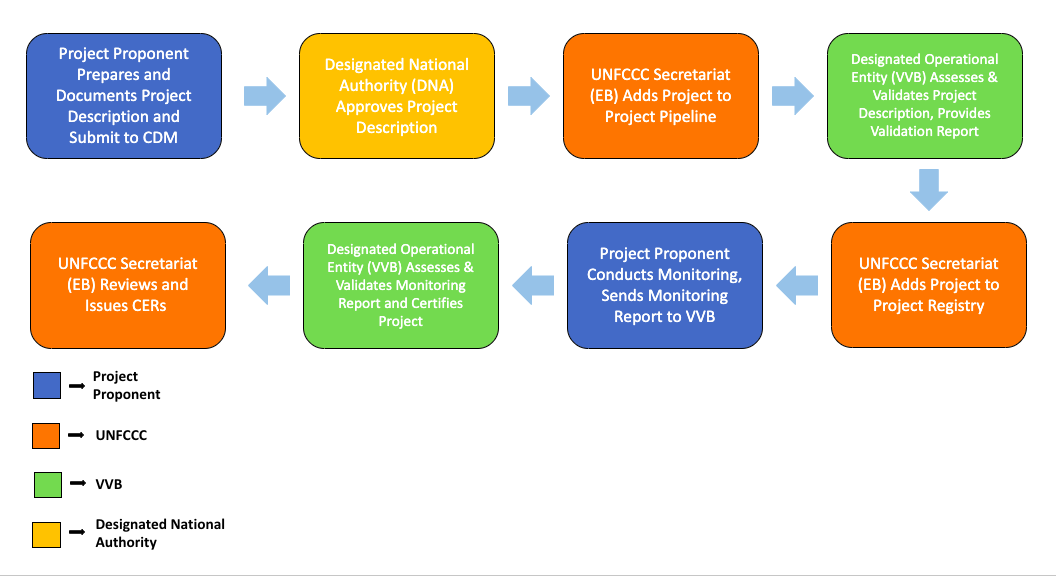 Project Proponent
Prepares and
Documents Project
Description and
Submit to CDM
Designated National
Authority (DNA)
Approves Project
Description
UNFCCC Secretariat
(EB) Adds Project to
Project Pipeline
Designated Operational
Entity (VVB) Assesses &
Validates Project
Description, Provides
Validation Report
UNFCCC Secretariat
(EB) Adds Project to
Project Registry
Project Proponent
Conducts Monitoring,
Sends Monitoring
Report to VVB
Designated Operational
Entity (VVB) Assesses &
Validates Monitoring
Report and Certifies
Project
UNFCCC Secretariat
(EB) Reviews and
Issues CERs
Project
Proponent
UNFCCC
VVB
Designated National
Authority